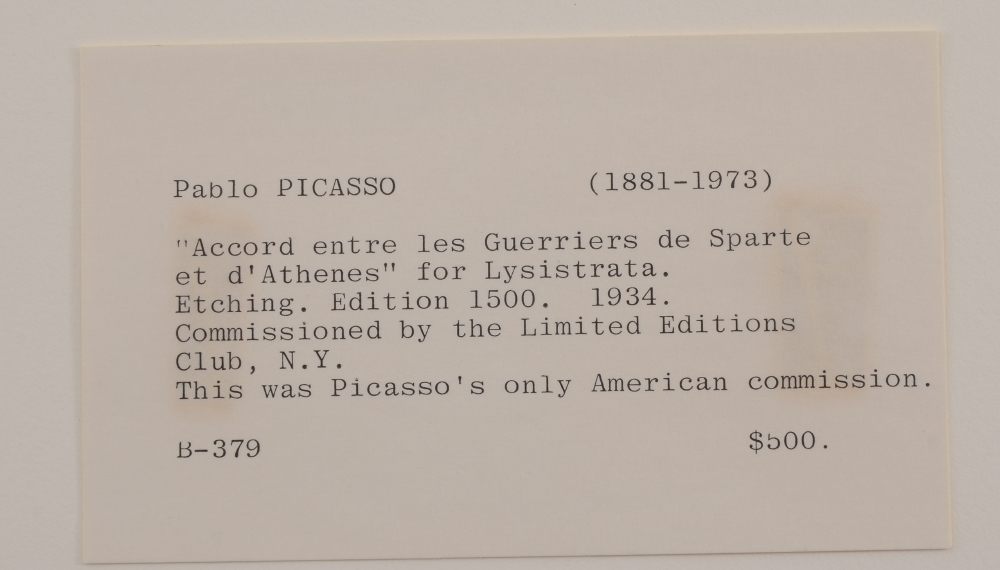 Pablo PICASSO (1881-1973)
"Accord entre les Guerriers de Sparte
et d'Athenes" for Lysistrata.
Etching. Edition 1500. 1934.
Commissioned by the Limited Editions
Club, N.Y.
This was Picasso's only American commission.
B-379 $500.